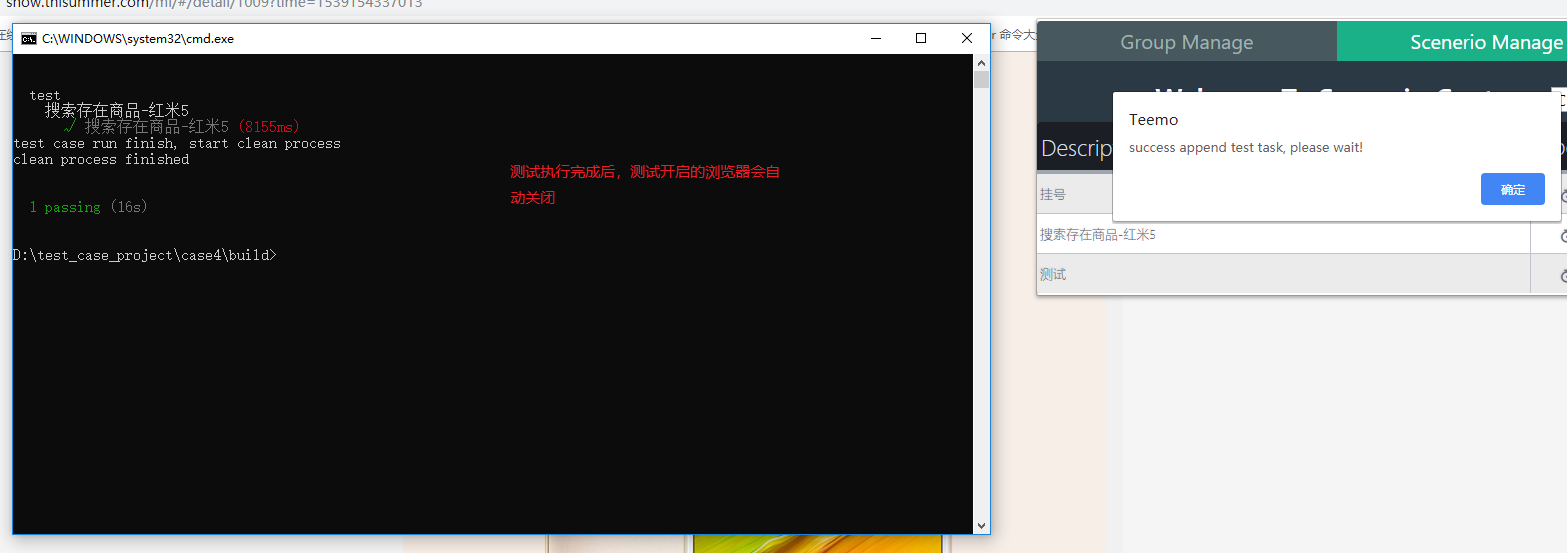 show.thisummer.com/mi/#/detail/1009?time=1539154337013
C:\WINDOWS\system32\cmd.exe
test
搜索存在商品-红米5
√ 搜索存在商品-红米5 (8155ms)
test case run finish, start clean process
clean process finished
1 passing (16s)
D:\test_case_project\case4\build>
测试执行完成后，测试开启的浏览器会自
动关闭
r 命令大
Group Manage
Scenerio Manage
Teemo
success append test task, please wait!
确定
Descrip
挂号
搜索存在商品-红米5
测试